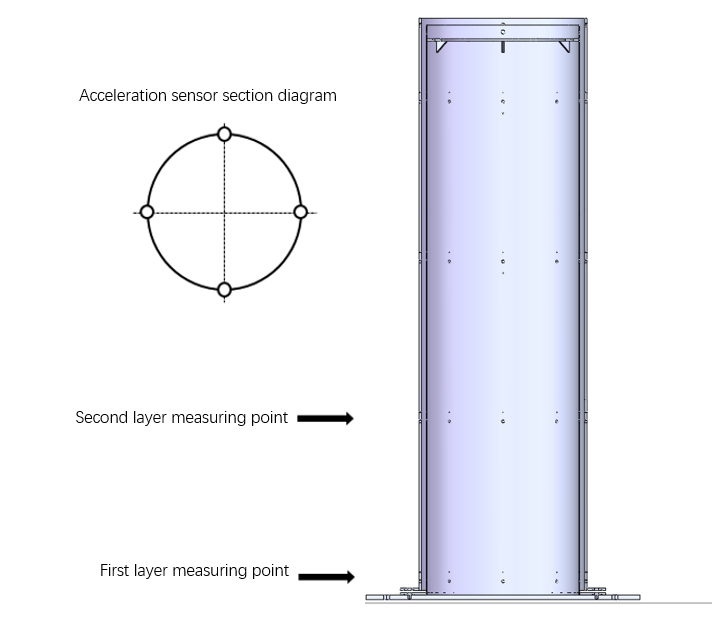 Acceleration sensor section diagram
Second layer measuring point
First layer measuring point